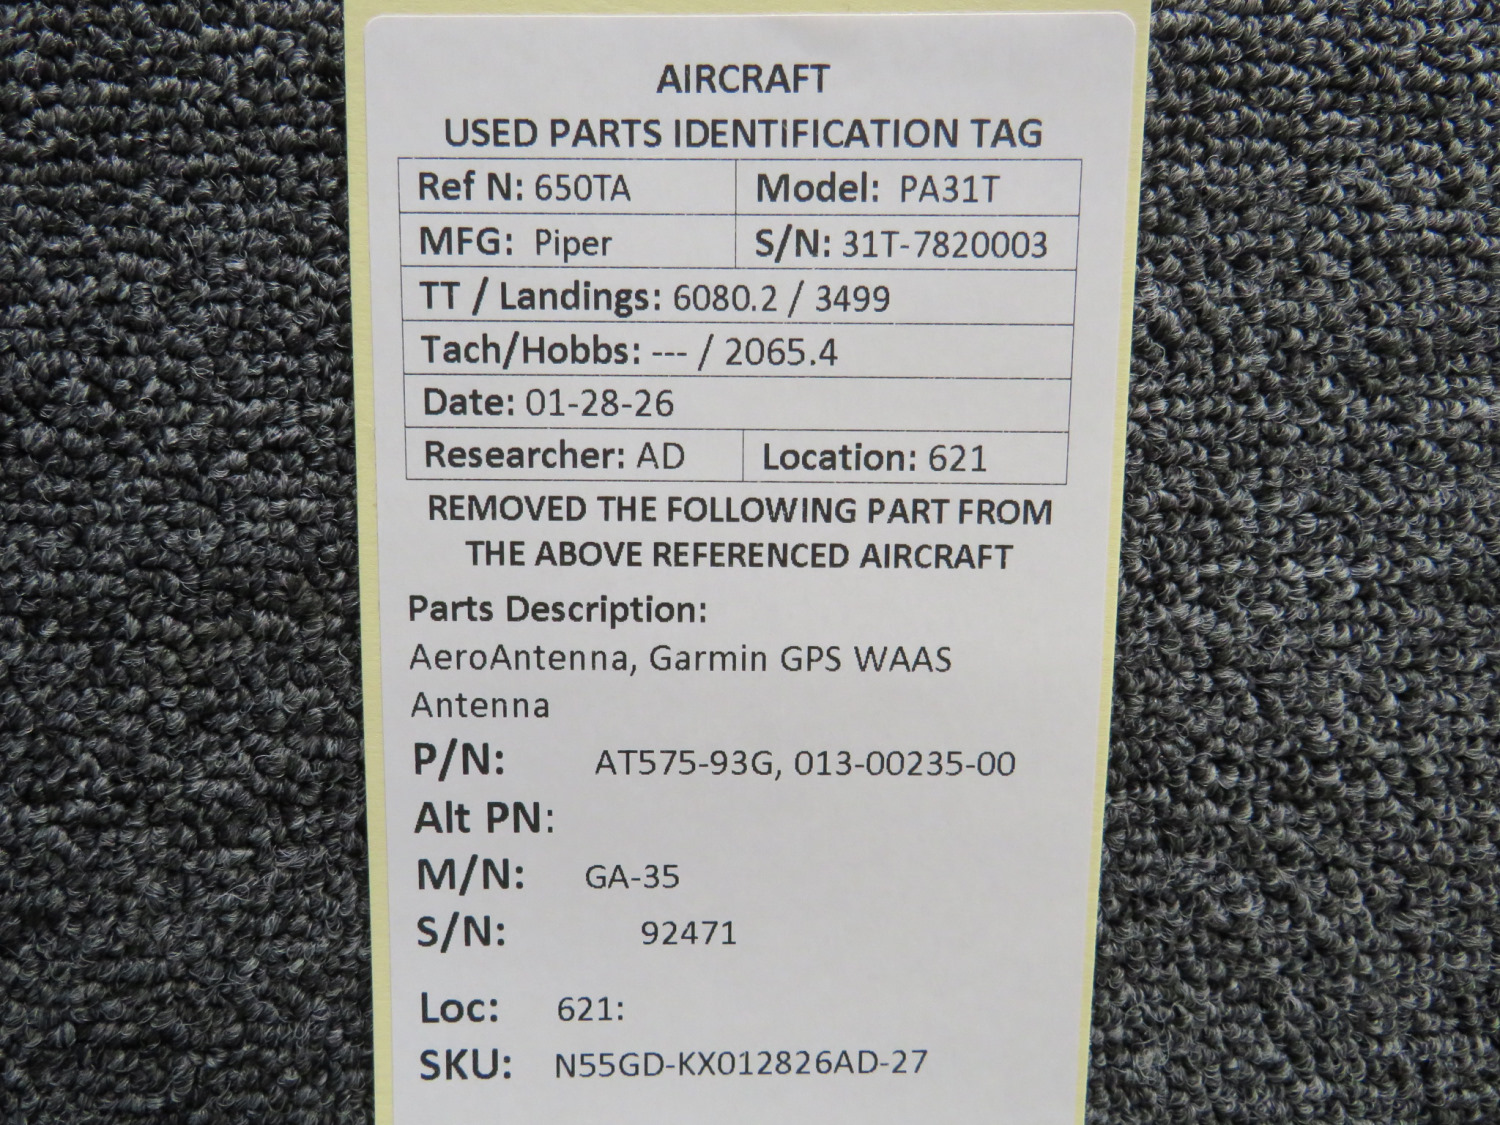 AIRCRAFT
USED PARTS IDENTIFICATION TAG
Ref N: 650TA Model: PA31T
MFG: Piper S/N: 31T-7820003
TT / Landings: 6080.2 / 3499
Tach/Hobbs: --- / 2065.4
Date: 01-28-26
Researcher: AD Location: 621
REMOVED THE FOLLOWING PART FROM
THE ABOVE REFERENCED AIRCRAFT
Parts Description:
AeroAntenna, Garmin GPS WAAS
Antenna
P/N: AT575-93G, 013-00235-00
Alt PN:
M/N: GA-35
S/N: 92471
Loc: 621:
SKU: N55GD-KX012826AD-27